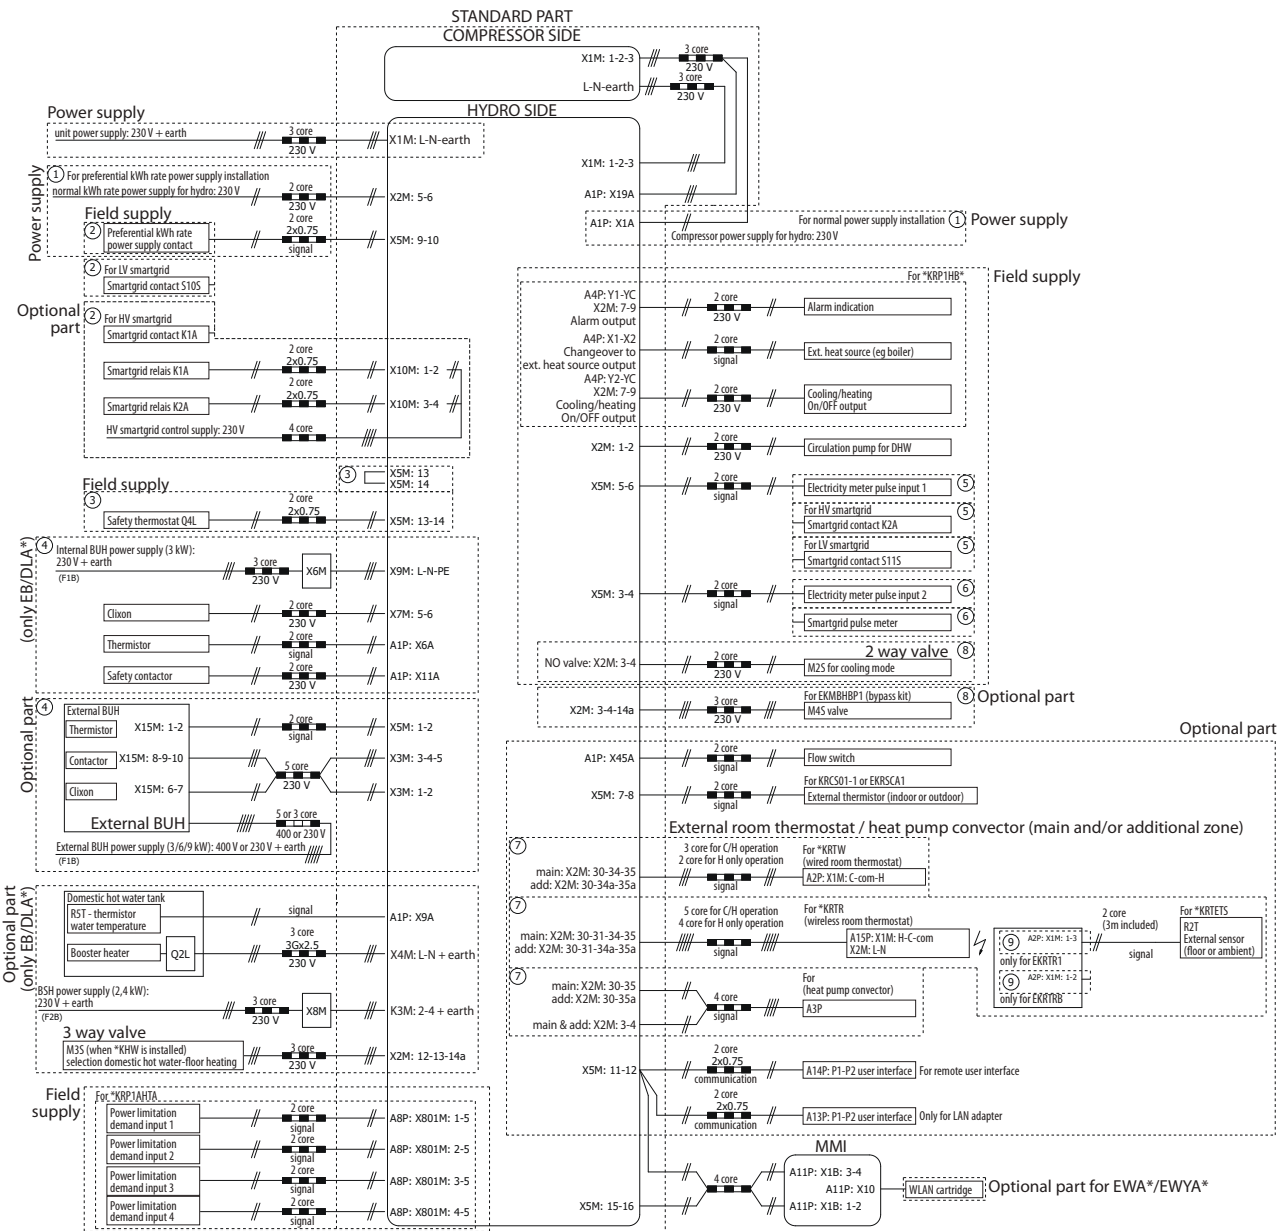 STANDARD PART
COMPRESSOR SIDE
X1M: 1-2-3
3 core
230 V
L-N-earth
3 core
230 V
HYDRO SIDE
Power supply
unit power supply: 230 V + earth
3 core
230 V
X1M: L-N-earth
X1M: 1-2-3
A1P: X19A
A1P: X1A
For normal power supply installation 1 Power supply
Compressor power supply for hydro: 230 V
Power supply
1 For preferential kWh rate power supply installation
normal kWh rate power supply for hydro: 230 V
2 core
230 V
X2M: 5-6
Field supply
2 Preferential kWh rate
power supply contact
2 core
2x0.75
signal
X5M: 9-10
2 For LV smartgrid
Smartgrid contact S10S
Optional
part
2 For HV smartgrid
Smartgrid contact K1A
Smartgrid relais K1A
2 core
2x0.75
X10M: 1-2
Smartgrid relais K2A
2 core
2x0.75
X10M: 3-4
HV smartgrid control supply: 230 V
4 core
3
X5M: 13
X5M: 14
Field supply
3
Safety thermostat Q4L
2 core
2x0.75
X5M: 13-14
(only EB/DLA*)
4 Internal BUH power supply (3 kW):
230 V + earth
(F1B)
3 core
230 V
X6M
X9M: L-N-PE
Clixon
2 core
230 V
X7M: 5-6
Thermistor
2 core
signal
A1P: X6A
Safety contactor
2 core
230 V
A1P: X11A
Optional part
4
External BUH
Thermistor
X15M: 1-2
2 core
signal
X5M: 1-2
Contactor
X15M: 8-9-10
5 core
230 V
X3M: 3-4-5
Clixon
X15M: 6-7
X3M: 1-2
External BUH
5 or 3 core
400 or 230 V
External BUH power supply (3/6/9 kW): 400 V or 230 V + earth
(F1B)
Optional part
(only EB/DLA*)
Domestic hot water tank
R5T - thermistor
water temperature
signal
A1P: X9A
Booster heater
Q2L
3 core
3Gx2.5
230 V
X4M: L-N + earth
BSH power supply (2,4 kW):
230 V + earth
(F2B)
3 core
230 V
X8M
K3M: 2-4 + earth
3 way valve
M3S (when *KHW is installed)
selection domestic hot water-floor heating
3 core
230 V
X2M: 12-13-14a
Field
supply
For *KRP1AHTA
Power limitation
demand input 1
2 core
signal
A8P: X801M: 1-5
Power limitation
demand input 2
2 core
signal
A8P: X801M: 2-5
Power limitation
demand input 3
2 core
signal
A8P: X801M: 3-5
Power limitation
demand input 4
2 core
signal
A8P: X801M: 4-5
For *KRP1HB*
Field supply
A4P: Y1-YC
X2M: 7-9
Alarm output
2 core
230 V
Alarm indication
A4P: X1-X2
Changeover to
ext. heat source output
2 core
signal
Ext. heat source (eg boiler)
A4P: Y2-YC
X2M: 7-9
Cooling/heating
On/OFF output
2 core
230 V
Cooling/heating
On/OFF output
X2M: 1-2
2 core
230 V
Circulation pump for DHW
X5M: 5-6
2 core
signal
Electricity meter pulse input 1
5
For HV smartgrid
5
Smartgrid contact K2A
For LV smartgrid
5
Smartgrid contact S11S
X5M: 3-4
2 core
signal
Electricity meter pulse input 2
6
Smartgrid pulse meter
6
2 way valve 8
NO valve: X2M: 3-4
2 core
230 V
M2S for cooling mode
X2M: 3-4-14a
3 core
230 V
For EKMBHBP1 (bypass kit)
M4S valve
8 Optional part
Optional part
A1P: X45A
2 core
signal
Flow switch
X5M: 7-8
2 core
signal
For KRCS01-1 or EKRSCA1
External thermistor (indoor or outdoor)
External room thermostat / heat pump convector (main and/or additional zone)
7
main: X2M: 30-34-35
add: X2M: 30-34a-35a
3 core for C/H operation
2 core for H only operation
signal
For *KRTW
(wired room thermostat)
A2P: X1M: C-com-H
7
main: X2M: 30-31-34-35
add: X2M: 30-31-34a-35a
5 core for C/H operation
4 core for H only operation
signal
For *KRTR
(wireless room thermostat)
A15P: X1M: H-C-com
X2M: L-N
9 A2P: X1M: 1-3
only for EKRTR1
9 A2P: X1M: 1-2
only for EKRTRB
2 core
(3m included)
signal
For *KRTETS
R2T
External sensor
(floor or ambient)
7
main: X2M: 30-35
add: X2M: 30-35a
main & add: X2M: 3-4
4 core
signal
For
(heat pump convector)
A3P
X5M: 11-12
2 core
2x0.75
communication
A14P: P1-P2 user interface
For remote user interface
2 core
2x0.75
communication
A13P: P1-P2 user interface
Only for LAN adapter
MMI
4 core
A11P: X1B: 3-4
A11P: X10
WLAN cartridge
Optional part for EWA*/EWYA*
X5M: 15-16
A11P: X1B: 1-2